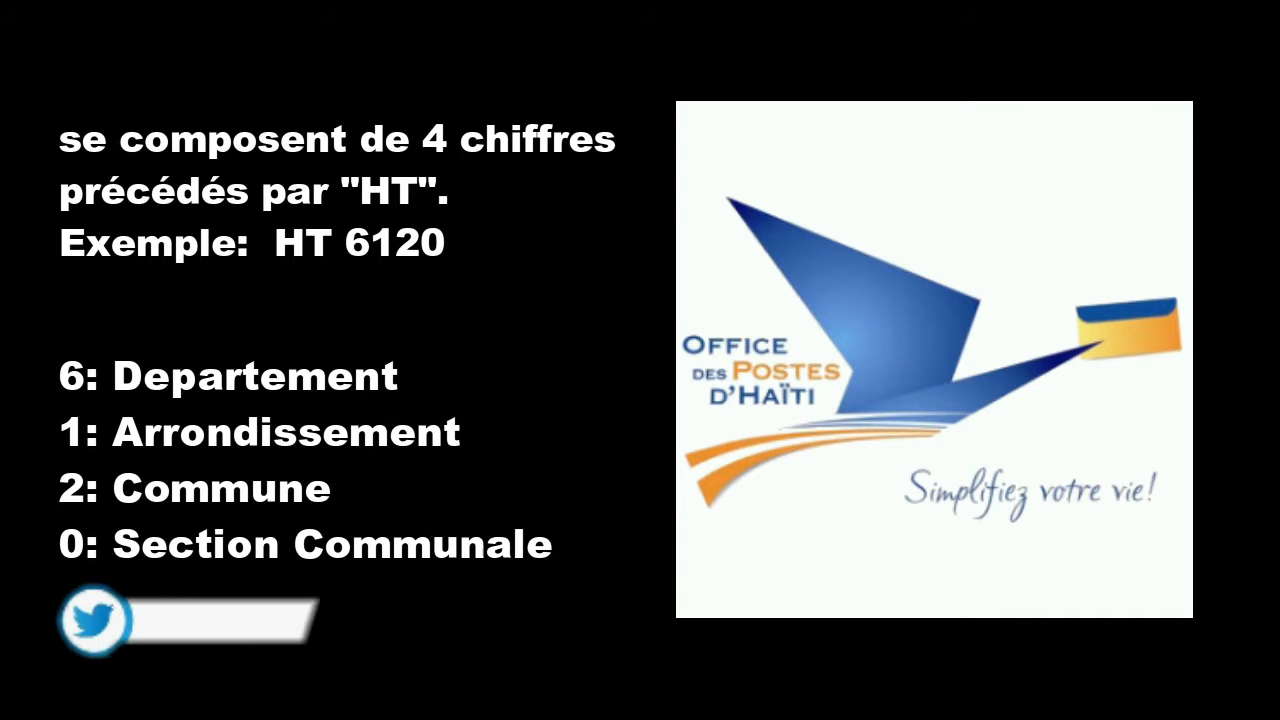 se composent de 4 chiffres
précédés par "HT".
Exemple:  HT 6120
6: Departement
1: Arrondissement
2: Commune
0: Section Communale
OFFICE
DES POSTES
D'HAÏTI
Simplifiez votre vie!